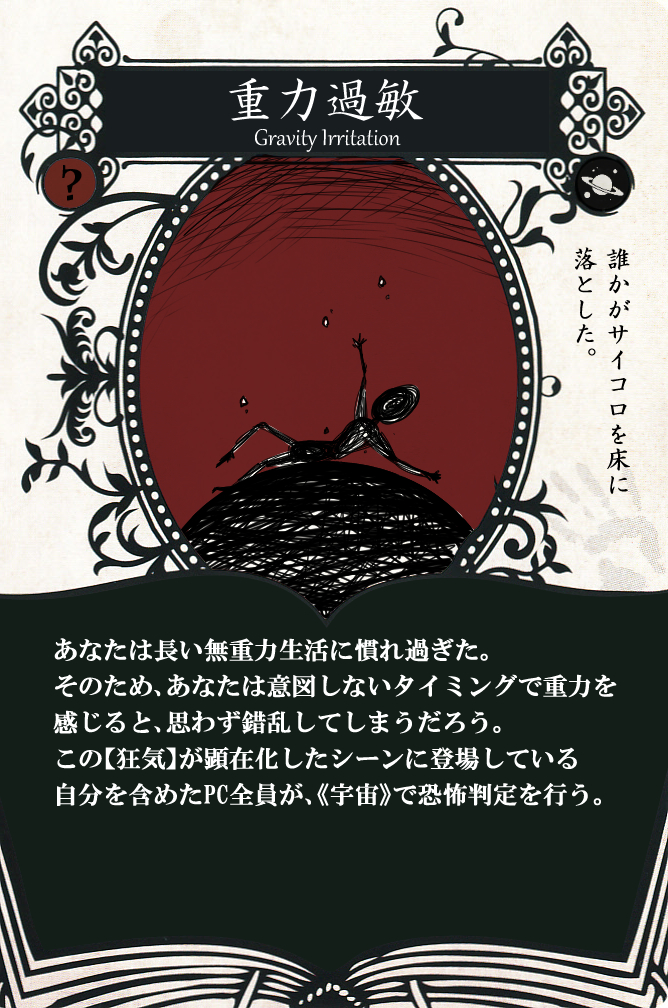 重力過敏
Gravity Irritation
?
誰かがサイコロを床に
落とした。
あなたは長い無重力生活に慣れ過ぎた。
そのため、あなたは意図しないタイミングで重力を
感じると、思わず錯乱してしまうだろう。
この【狂気】が顕在化したシーンに登場している
自分を含めたPC全員が、《宇宙》で恐怖判定を行う。